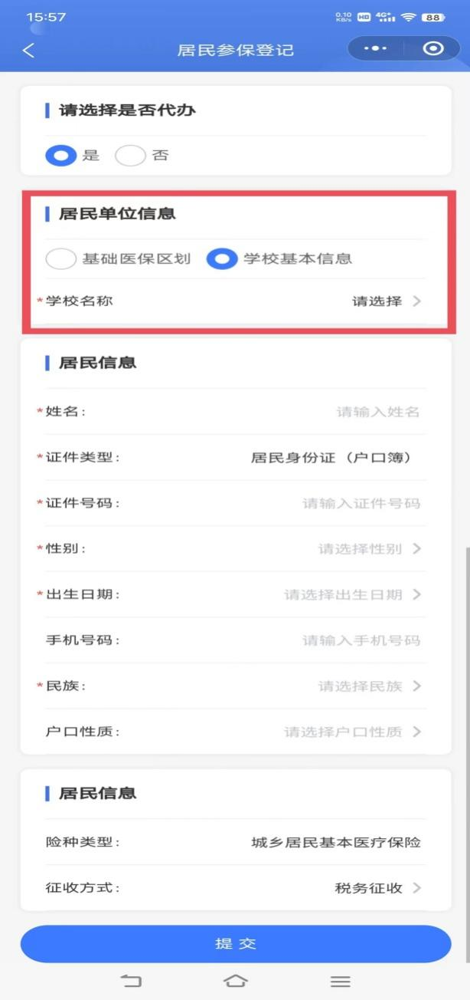 15:57
0.10 KB/s HD 4G+ 88
居民参保登记
请选择是否代办
是 否
居民单位信息
基础医保区划 学校基本信息
*学校名称 请选择
居民信息
*姓名: 请输入姓名
*证件类型: 居民身份证（户口簿）
*证件号码: 请输入证件号码
*性别: 请选择性别
*出生日期: 请选择出生日期
手机号码: 请输入手机号码
*民族: 请选择民族
户口性质: 请选择户口性质
居民信息
险种类型: 城乡居民基本医疗保险
征收方式: 税务征收
提交